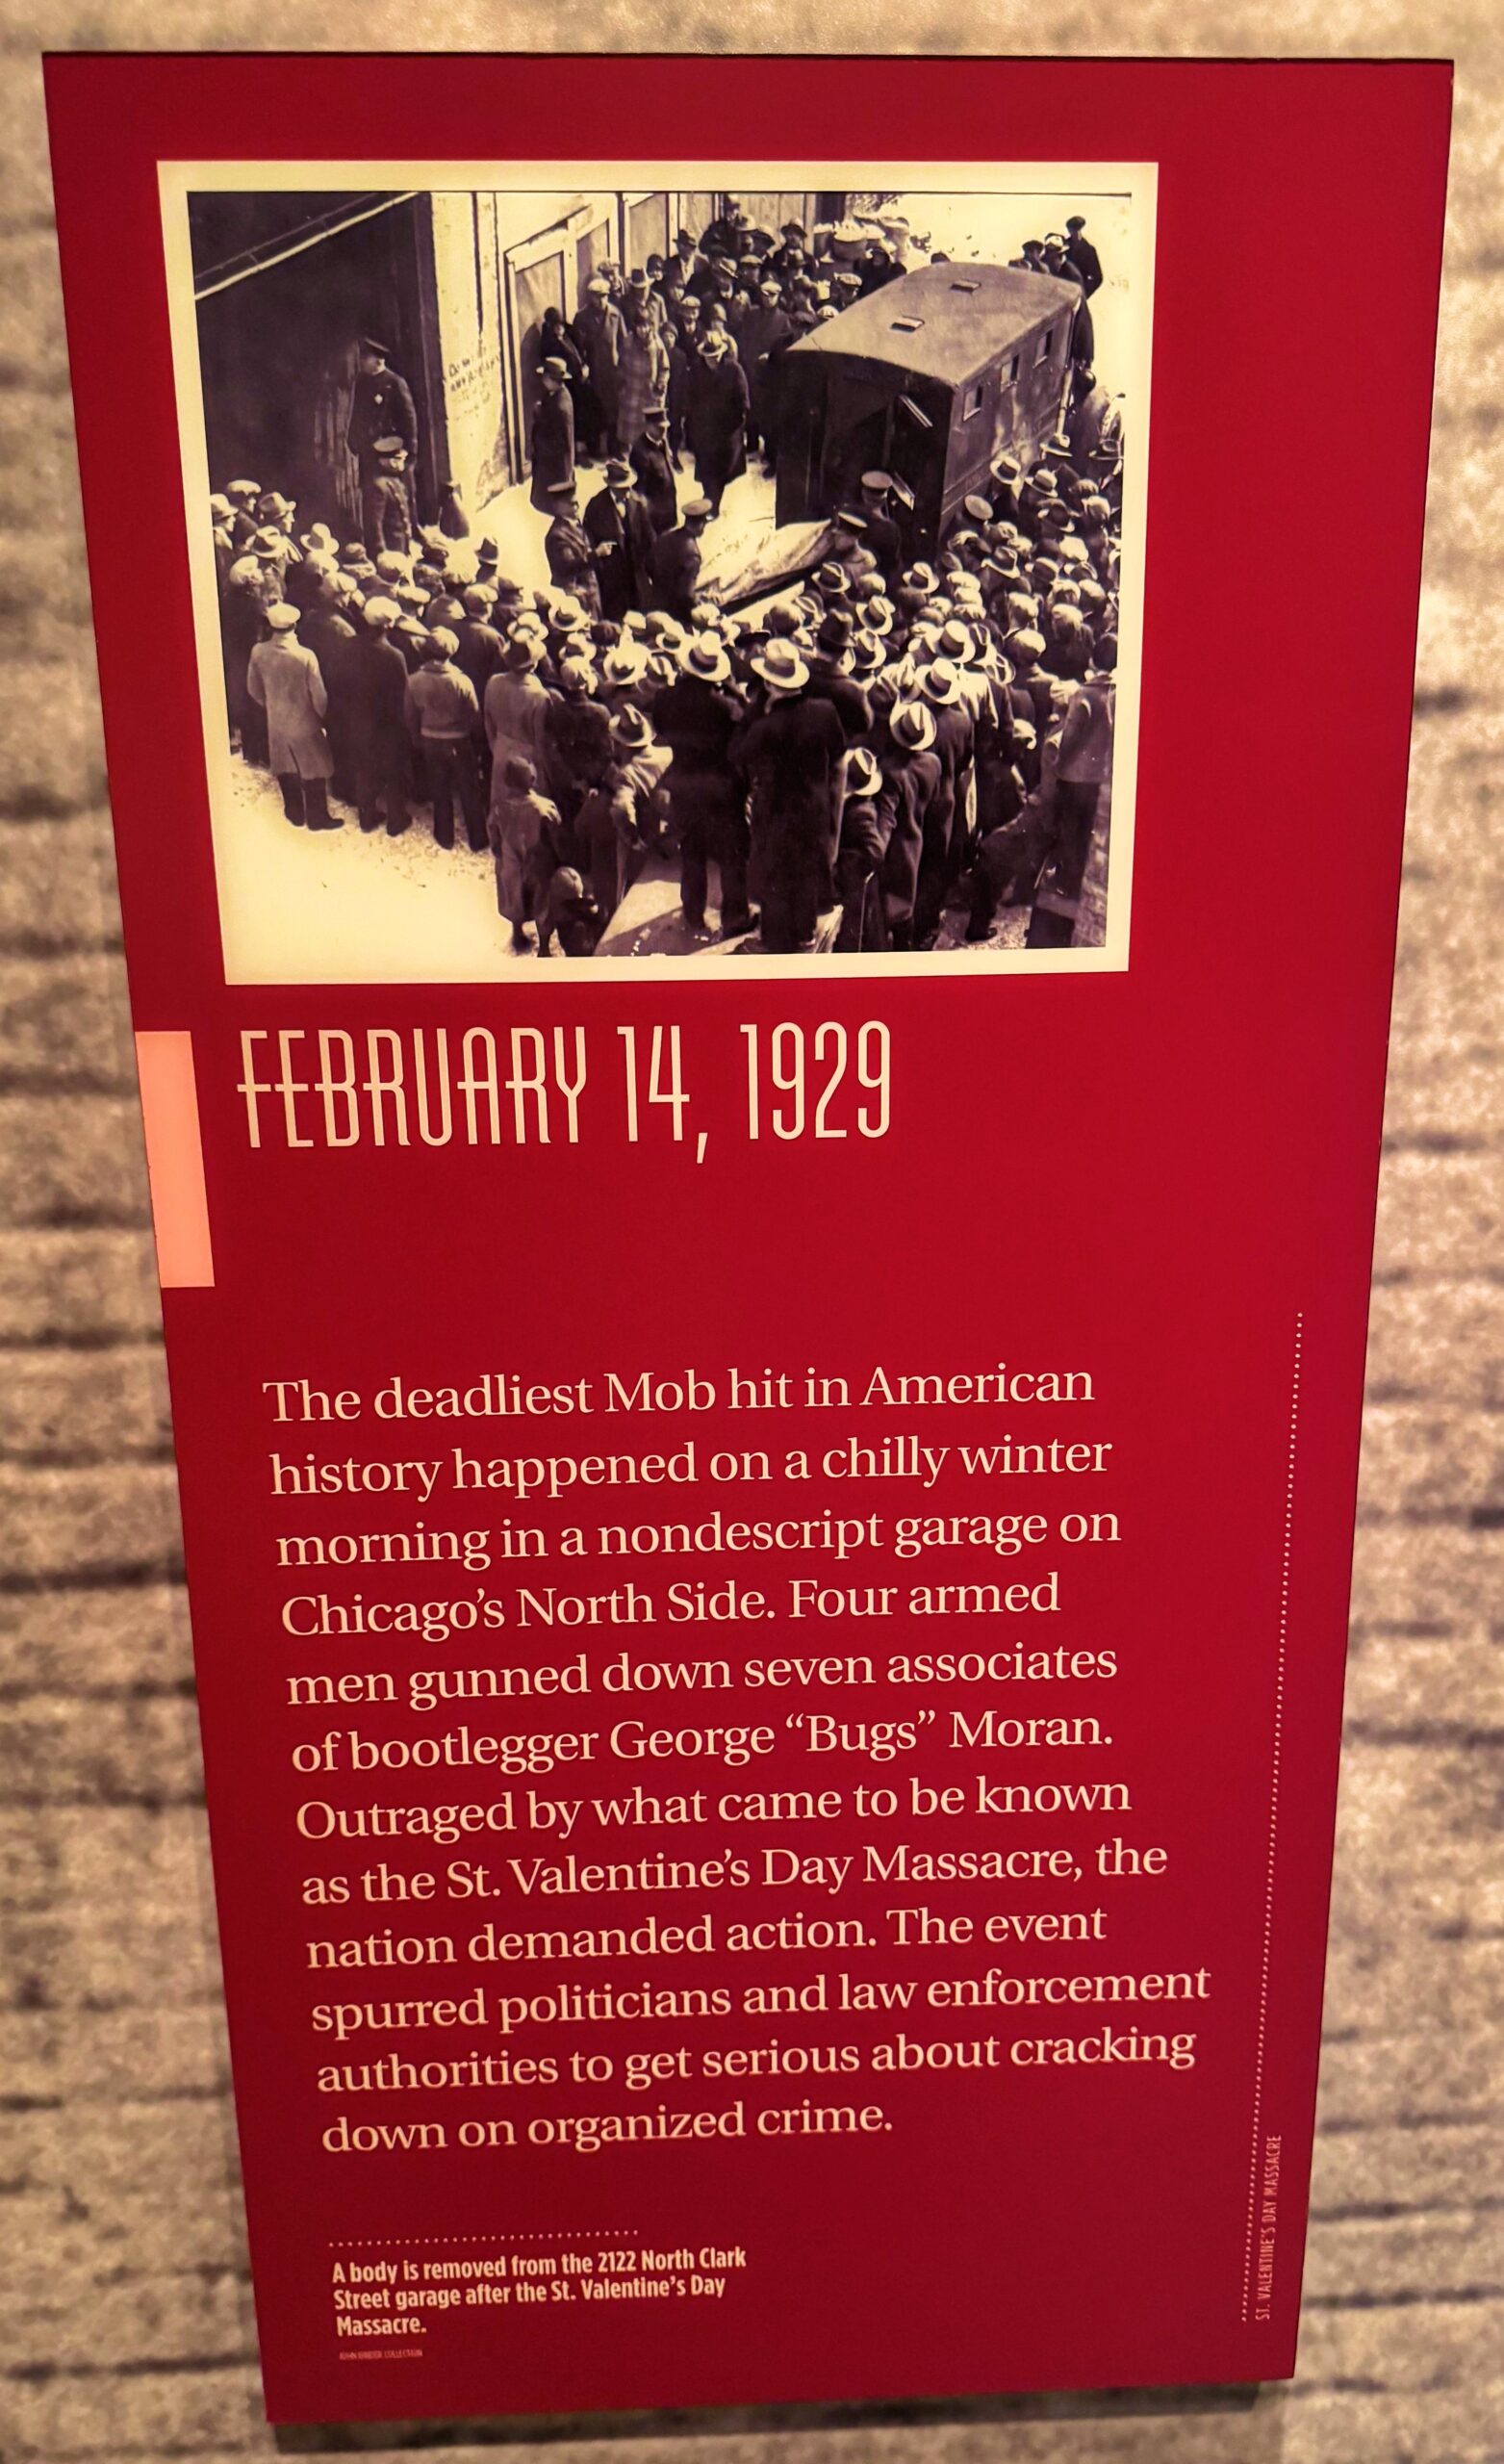 FEBRUARY 14, 1929
The deadliest Mob hit in American
history happened on a chilly winter
morning in a nondescript garage on
Chicago's North Side. Four armed
men gunned down seven associates
of bootlegger George “Bugs” Moran.
Outraged by what came to be known
as the St. Valentine's Day Massacre, the
nation demanded action. The event
spurred politicians and law enforcement
authorities to get serious about cracking
down on organized crime.
A body is removed from the 2122 North Clark
Street garage after the St. Valentine's Day
Massacre.
JOHN BINDER COLLECTION
ST. VALENTINE'S DAY MASSACRE